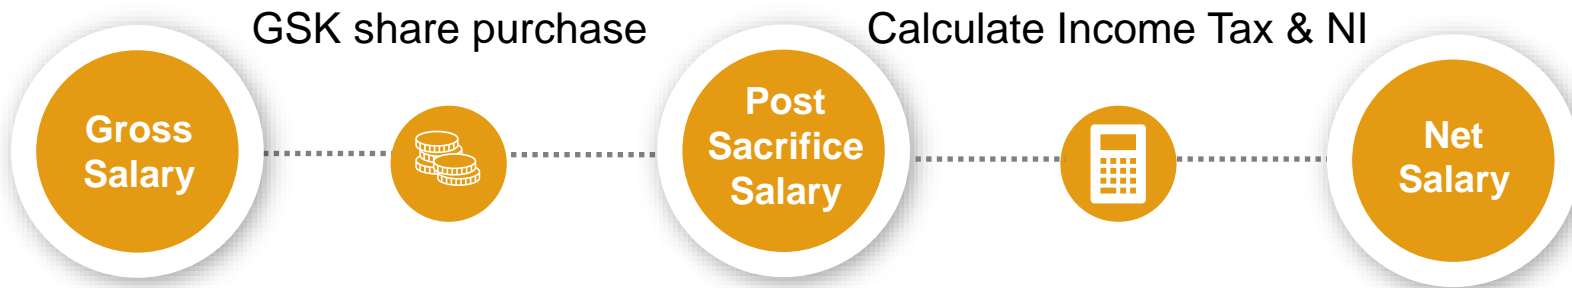 GSK share purchase
Calculate Income Tax & NI
Gross
Salary
Post
Sacrifice
Salary
Net
Salary